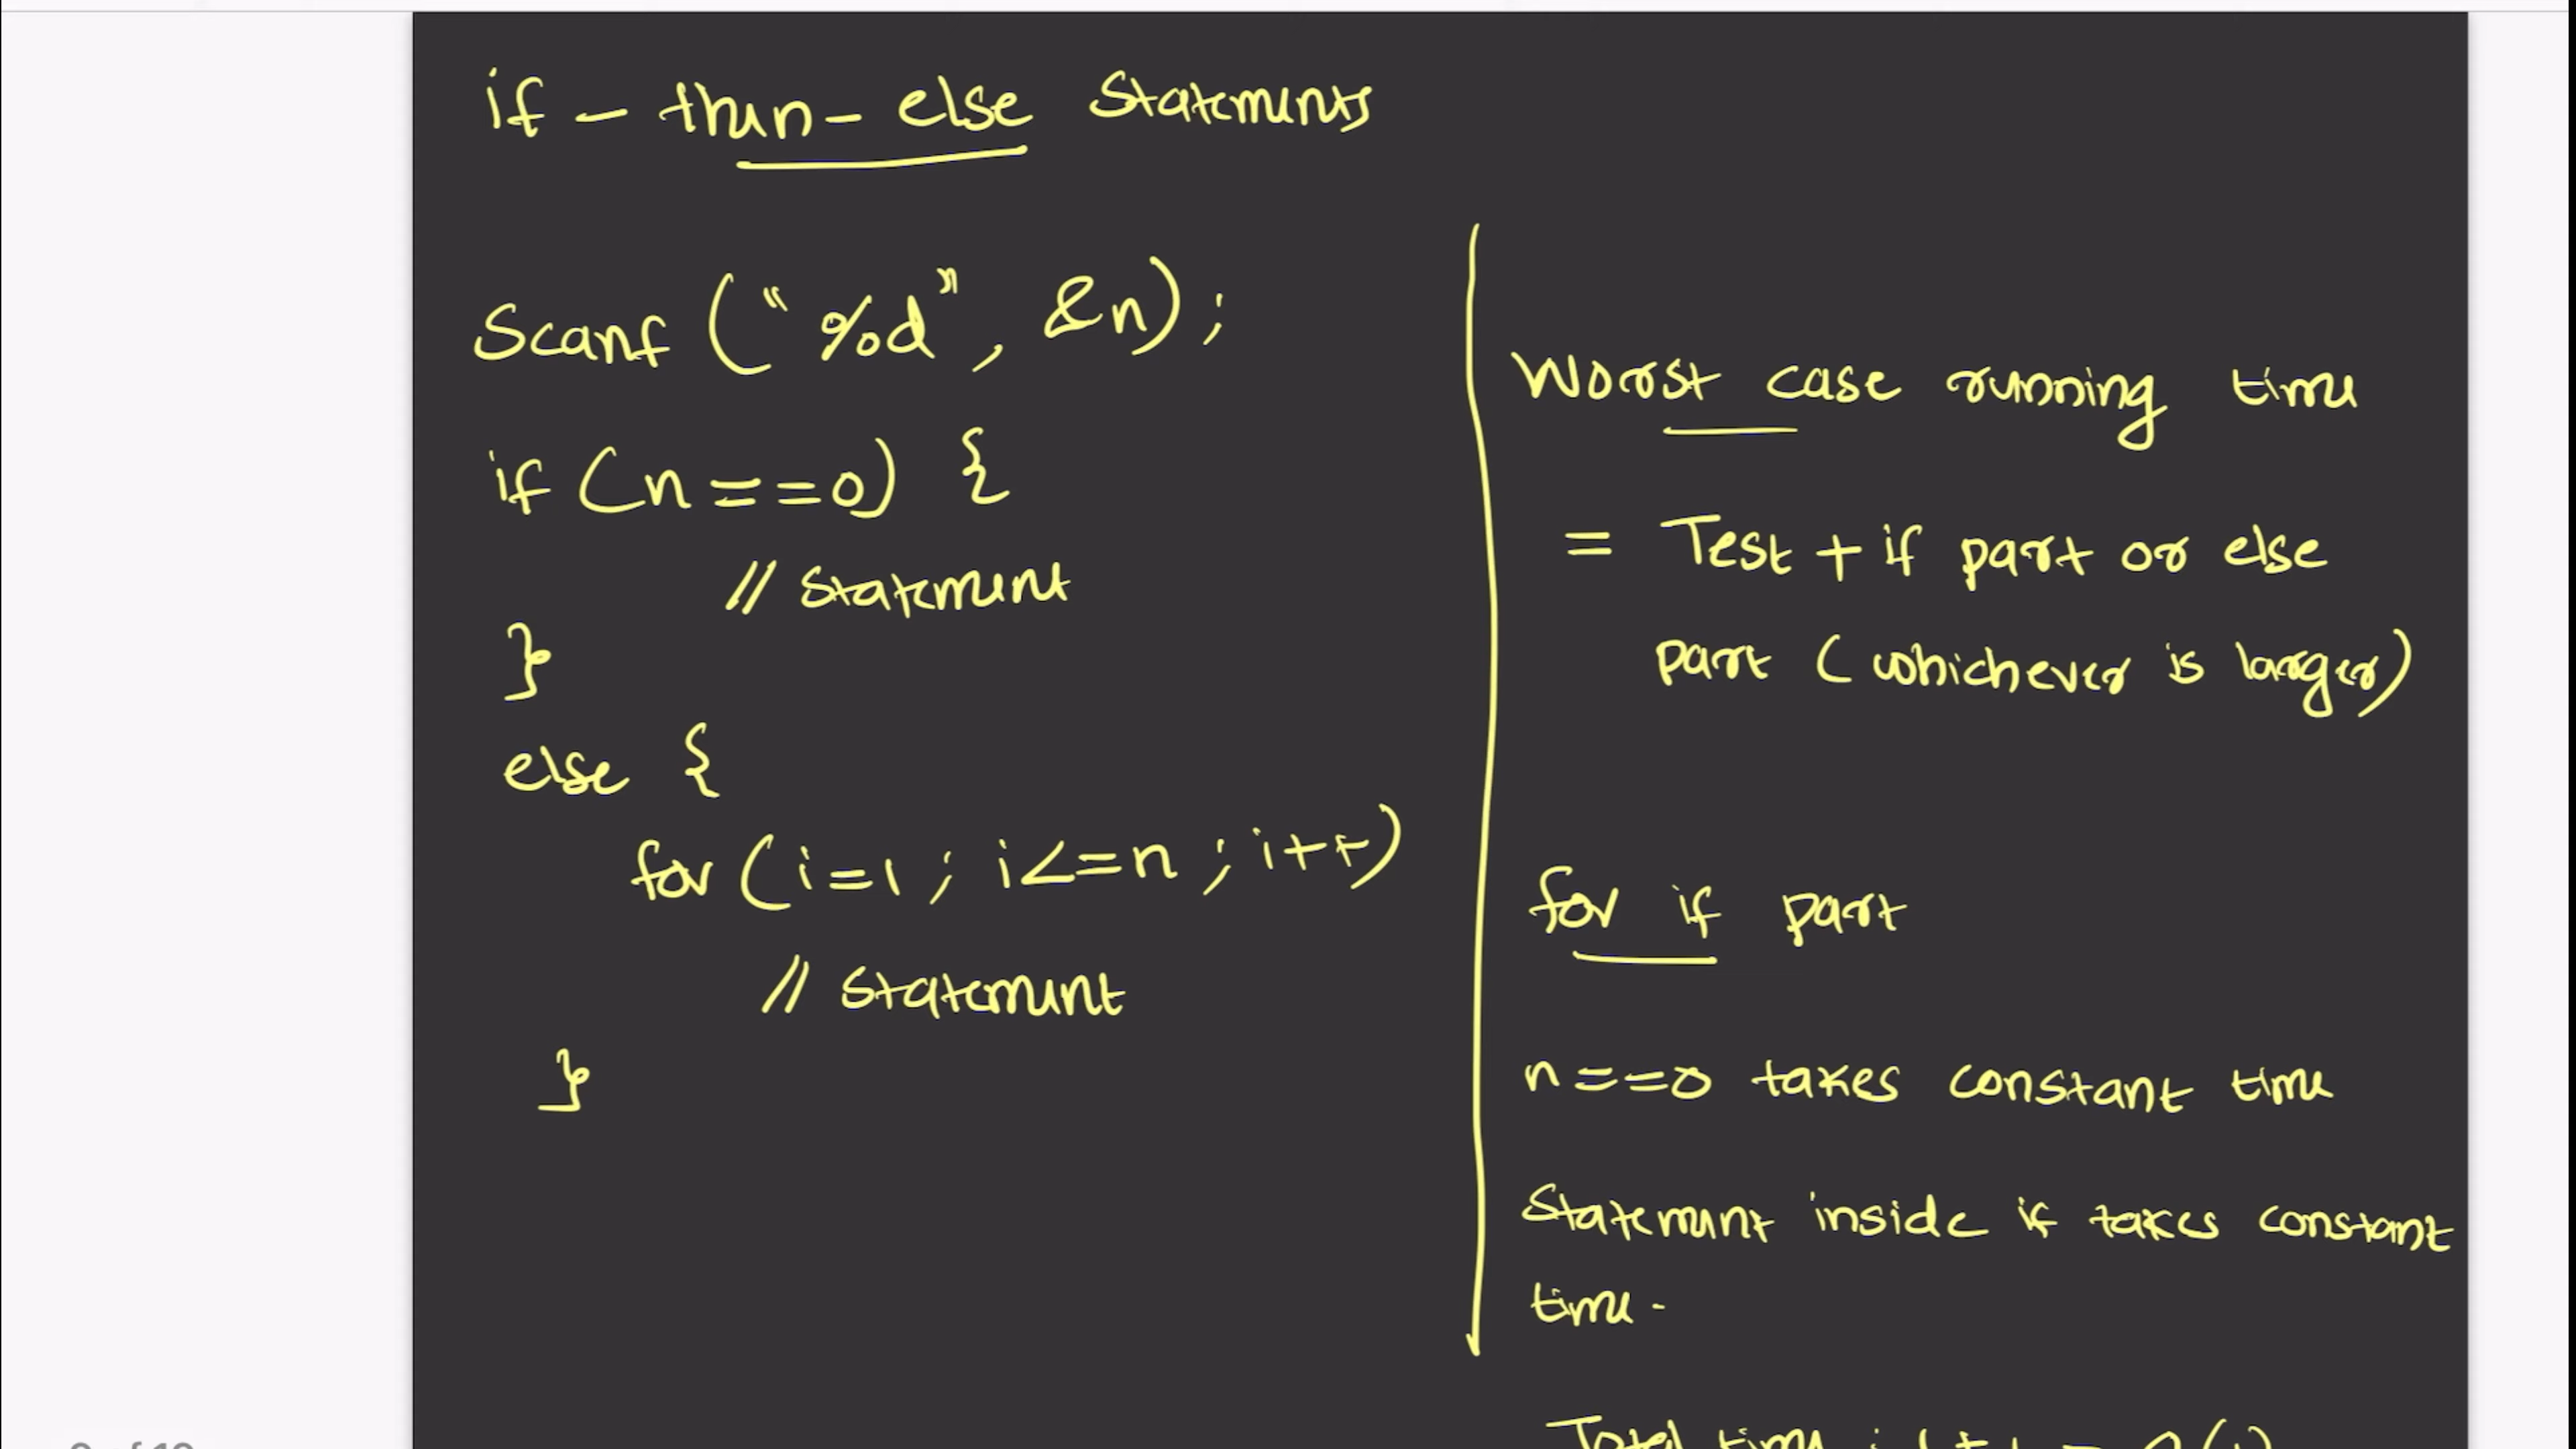 if - then - else Statements
Scanf ("%d", &n);
if (n==0) {
// Statement
}
else {
for (i=1; i<=n; i++)
// Statement
}
Worst case running time
= Test + if part or else
part (whichever is larger)
for if part
n==0 takes constant time
Statement inside if takes constant
time.
Total time